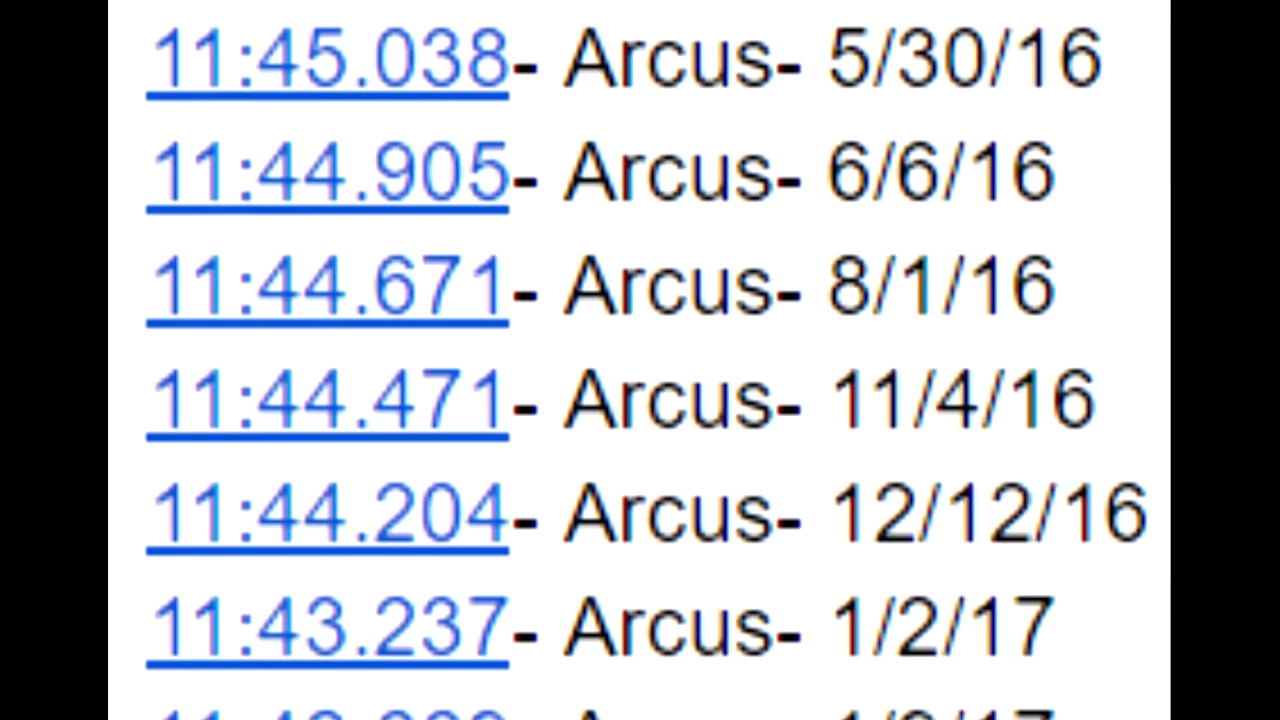 11:45.038- Arcus- 5/30/16
11:44.905- Arcus- 6/6/16
11:44.671- Arcus- 8/1/16
11:44.471- Arcus- 11/4/16
11:44.204- Arcus- 12/12/16
11:43.237- Arcus- 1/2/17